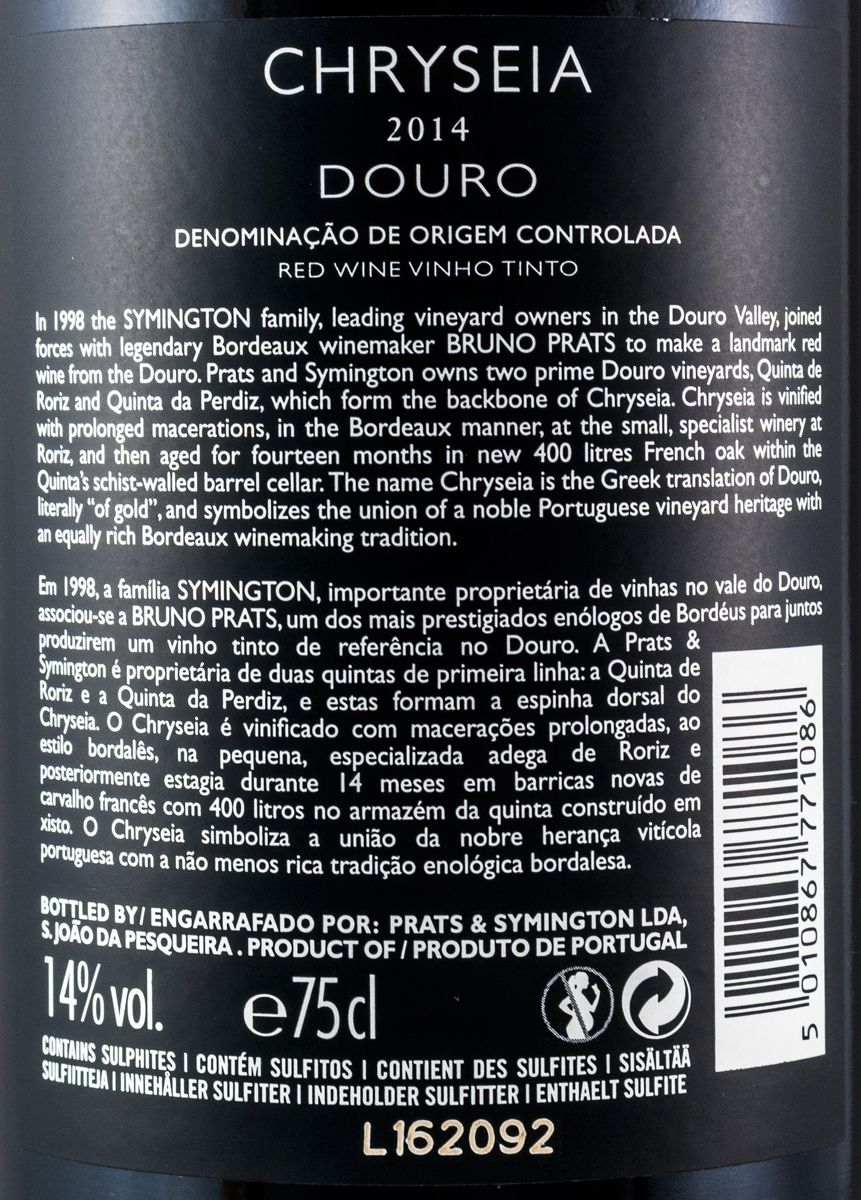 CHRYSEIA
2014
DOURO
DENOMINAÇÃO DE ORIGEM CONTROLADA
RED WINE VINHO TINTO
In 1998 the SYMINGTON family, leading vineyard owners in the Douro Valley, joined
forces with legendary Bordeaux winemaker BRUNO PRATS to make a landmark red
wine from the Douro. Prats and Symington owns two prime Douro vineyards, Quinta de
Roriz and Quinta da Perdiz, which form the backbone of Chryseia. Chryseia is vinified
with prolonged macerations, in the Bordeaux manner, at the small, specialist winery at
Roriz, and then aged for fourteen months in new 400 litres French oak within the
Quinta's schist-walled barrel cellar. The name Chryseia is the Greek translation of Douro,
literally "of gold", and symbolizes the union of a noble Portuguese vineyard heritage with
an equally rich Bordeaux winemaking tradition.
Em 1998, a família SYMINGTON, importante proprietária de vinhas no vale do Douro,
associou-se a BRUNO PRATS, um dos mais prestigiados enólogos de Bordéus para juntos
produzirem um vinho tinto de referência no Douro. A Prats &
Symington é proprietária de duas quintas de primeira linha: a Quinta de
Roriz e a Quinta da Perdiz, e estas formam a espinha dorsal do
Chryseia. O Chryseia é vinificado com macerações prolongadas, ao
estilo bordalês, na pequena, especializada adega de Roriz e
posteriormente estagia durante 14 meses em barricas novas de
carvalho francês com 400 litros no armazém da quinta construído em
xisto. O Chryseia simboliza a união da nobre herança vitícola
portuguesa com a não menos rica tradição enológica bordalesa.
BOTTLED BY / ENGARRAFADO POR: PRATS & SYMINGTON LDA,
S. JOÃO DA PESQUEIRA . PRODUCT OF / PRODUTO DE PORTUGAL
14% vol. e 75cl
CONTAINS SULPHITES | CONTÉM SULFITOS | CONTIENT DES SULFITES | SISÄLTÄÄ
SULFIITTEJA | INNEHÅLLER SULFITER | INDEHOLDER SULFITTER | ENTHAELT SULFITE
5 010867 771086
L162092